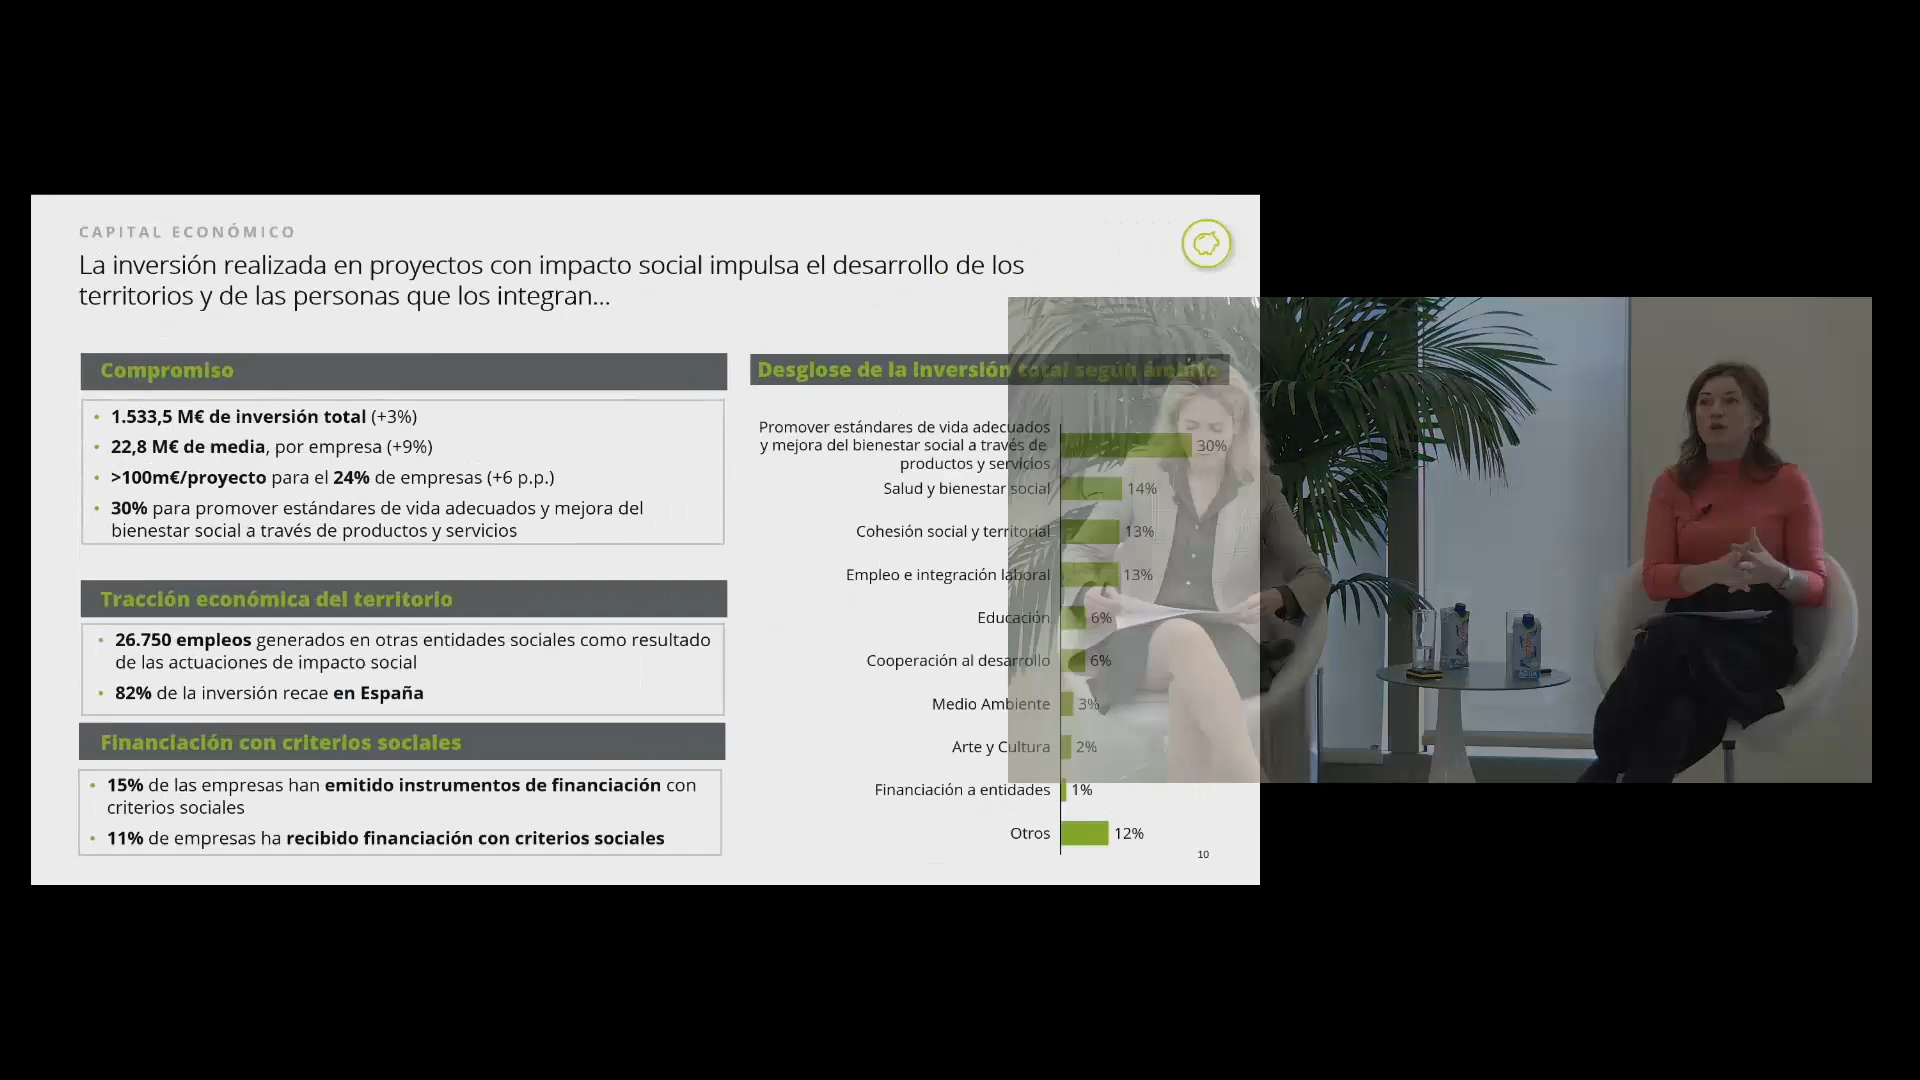 CAPITAL ECONÓMICO
La inversión realizada en proyectos con impacto social impulsa el desarrollo de los
territorios y de las personas que los integran...
Compromiso
• 1.533,5 M€ de inversión total (+3%)
• 22,8 M€ de media, por empresa (+9%)
• >100m€/proyecto para el 24% de empresas (+6 p.p.)
• 30% para promover estándares de vida adecuados y mejora del
bienestar social a través de productos y servicios
Tracción económica del territorio
• 26.750 empleos generados en otras entidades sociales como resultado
de las actuaciones de impacto social
• 82% de la inversión recae en España
Financiación con criterios sociales
• 15% de las empresas han emitido instrumentos de financiación con
criterios sociales
• 11% de empresas ha recibido financiación con criterios sociales
Desglose de la inversión total según ámbito
Promover estándares de vida adecuados
y mejora del bienestar social a través de
productos y servicios
30%
Salud y bienestar social 14%
Cohesión social y territorial 13%
Empleo e integración laboral 13%
Educación 6%
Cooperación al desarrollo 6%
Medio Ambiente 3%
Arte y Cultura 2%
Financiación a entidades 1%
Otros 12%
10
AGUA